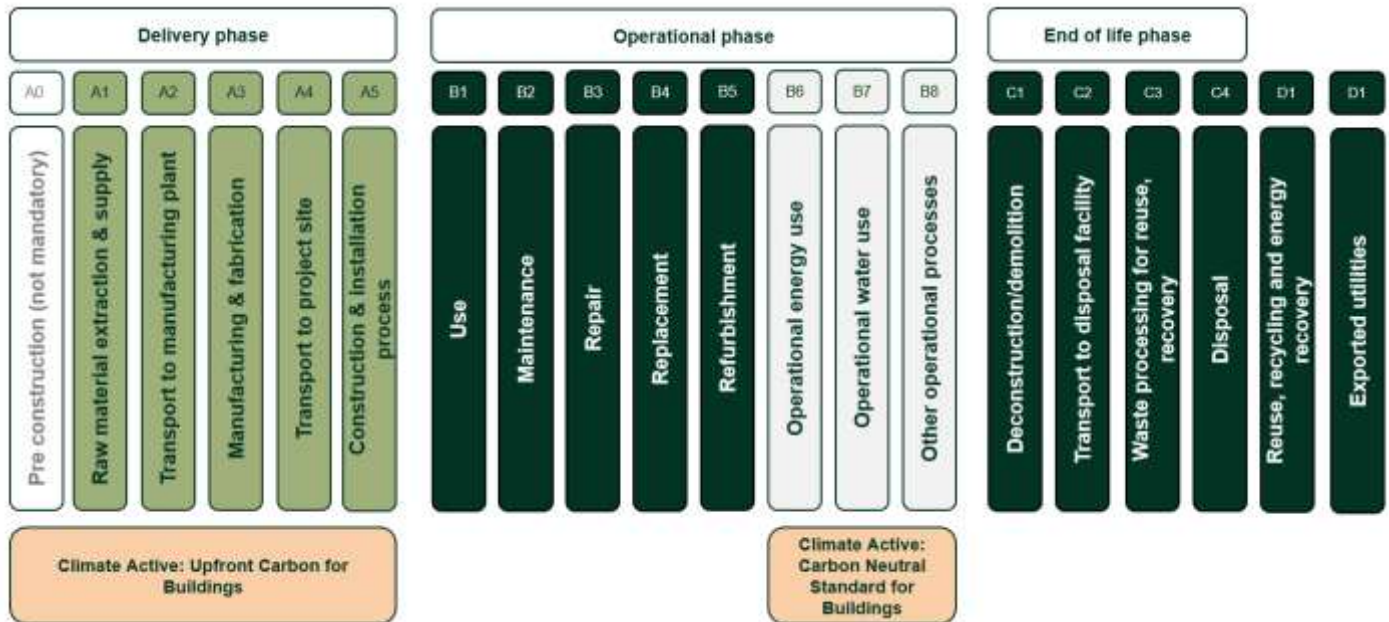 Delivery phase
Operational phase
End of life phase
A0
A1
A2
A3
A4
A5
B1
B2
B3
B4
B5
B6
B7
B8
C1
C2
C3
C4
D1
D1
Pre construction (not mandatory)
Raw material extraction & supply
Transport to manufacturing plant
Manufacturing & fabrication
Transport to project site
Construction & installation
process
Use
Maintenance
Repair
Replacement
Refurbishment
Operational energy use
Operational water use
Other operational processes
Deconstruction/demolition
Transport to disposal facility
Waste processing for reuse,
recovery
Disposal
Reuse, recycling and energy
recovery
Exported utilities
Climate Active: Upfront Carbon for
Buildings
Climate Active:
Carbon Neutral
Standard for
Buildings